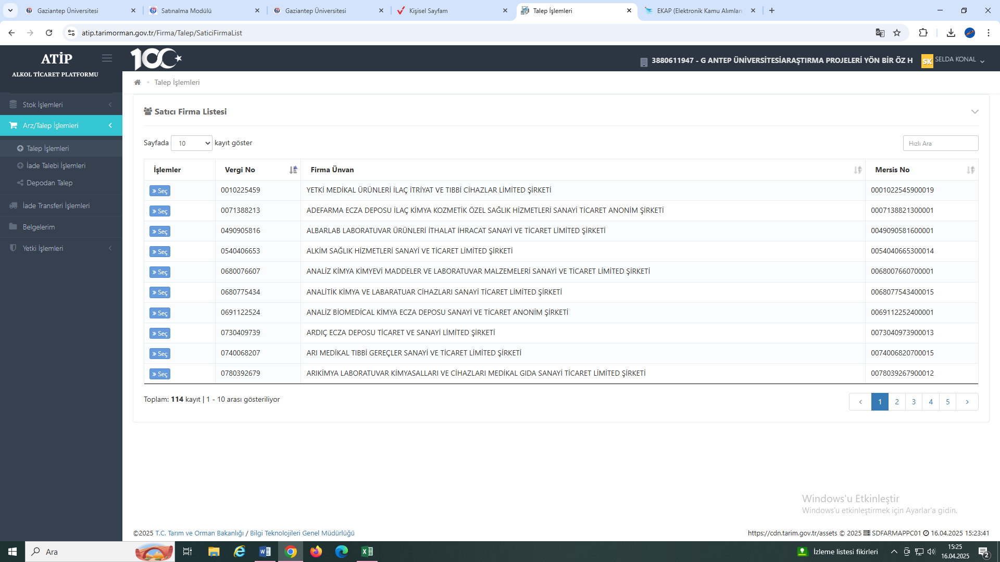 Gaziantep Üniversitesi
Satınalma Modülü
Gaziantep Üniversitesi
Kişisel Sayfam
Talep İşlemleri
EKAP (Elektronik Kamu Alımları
atip.tarimorman.gov.tr/Firma/Talep/SaticiFirmaList
ATİP
ALKOL TİCARET PLATFORMU
100
3880611947 - G ANTEP ÜNİVERSİTESİARAŞTIRMA PROJELERİ YÖN BİR ÖZ H
SK
SELDA KONAL
Talep İşlemleri
Stok İşlemleri
Arz/Talep İşlemleri
Talep İşlemleri
İade Talebi İşlemleri
Depodan Talep
İade Transferi İşlemleri
Belgelerim
Yetki İşlemleri
Satıcı Firma Listesi
Sayfada 10 kayıt göster
Hızlı Ara
İşlemler Vergi No Firma Ünvan Mersis No
» Seç 0010225459 YETKİ MEDİKAL ÜRÜNLERİ İLAÇ İTRİYAT VE TIBBİ CİHAZLAR LİMİTED ŞİRKETİ 0001022545900019
» Seç 0071388213 ADEFARMA ECZA DEPOSU İLAÇ KİMYA KOZMETİK ÖZEL SAĞLIK HİZMETLERİ SANAYİ TİCARET ANONİM ŞİRKETİ 0007138821300001
» Seç 0490905816 ALBARLAB LABORATUVAR ÜRÜNLERİ İTHALAT İHRACAT SANAYİ VE TİCARET LİMİTED ŞİRKETİ 0049090581600001
» Seç 0540406653 ALKİM SAĞLIK HİZMETLERİ SANAYİ VE TİCARET LİMİTED ŞİRKETİ 0054040665300014
» Seç 0680076607 ANALİZ KİMYA KİMYEVİ MADDELER VE LABORATUVAR MALZEMELERİ SANAYİ VE TİCARET LİMİTED ŞİRKETİ 0068007660700001
» Seç 0680775434 ANALİTİK KİMYA VE LABARATUAR CİHAZLARI SANAYİ TİCARET LİMİTED ŞİRKETİ 0068077543400015
» Seç 0691122524 ANALİZ BİOMEDİCAL KİMYA ECZA DEPOSU SANAYİ VE TİCARET ANONİM ŞİRKETİ 0069112252400001
» Seç 0730409739 ARDIÇ ECZA DEPOSU TİCARET VE SANAYİ LİMİTED ŞİRKETİ 0073040973900013
» Seç 0740068207 ARI MEDİKAL TIBBİ GEREÇLER SANAYİ VE TİCARET LİMİTED ŞİRKETİ 0074006820700015
» Seç 0780392679 ARIKİMYA LABORATUVAR KİMYASALLARI VE CİHAZLARI MEDİKAL GIDA SANAYİ TİCARET LİMİTED ŞİRKETİ 0078039267900012
Toplam: 114 kayıt | 1 - 10 arası gösteriliyor
‹ 1 2 3 4 5 ›
Windows'u Etkinleştir
Windows'u etkinleştirmek için Ayarlar'a gidin.
©2025 T.C. Tarım ve Orman Bakanlığı / Bilgi Teknolojileri Genel Müdürlüğü
https://cdn.tarim.gov.tr/assets © 2025 SDFARMAPPC01 16.04.2025 15:23:41
Ara
İzleme listesi fikirleri
15:25
16.04.2025
2